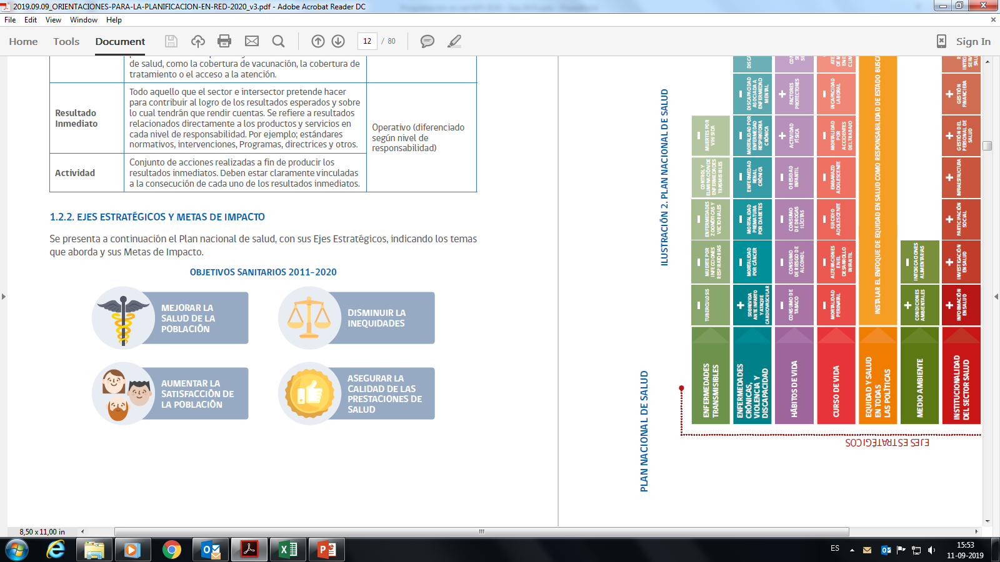 2019.09.09_ORIENTACIONES-PARA-LA-PLANIFICACION-EN-RED-2020_v3.pdf - Adobe Acrobat Reader DC
File Edit View Window Help
Home Tools Document 12 / 80 Sign In
de salud, como la cobertura de vacunación, la cobertura de
tratamiento o el acceso a la atención.
Resultado
Inmediato
Todo aquello que el sector e intersector pretende hacer
para contribuir al logro de los resultados esperados y sobre
lo cual tendrán que rendir cuentas. Se refiere a resultados
relacionados directamente a los productos y servicios en
cada nivel de responsabilidad. Por ejemplo; estándares
normativos, intervenciones, Programas, directrices y otros.
Operativo (diferenciado
según nivel de
responsabilidad)
Actividad
Conjunto de acciones realizadas a fin de producir los
resultados inmediatos. Deben estar claramente vinculadas
a la consecución de cada uno de los resultados inmediatos.
1.2.2. EJES ESTRATÉGICOS Y METAS DE IMPACTO
Se presenta a continuación el Plan nacional de salud, con sus Ejes Estratégicos, indicando los temas
que aborda y sus Metas de Impacto.
OBJETIVOS SANITARIOS 2011-2020
MEJORAR LA
SALUD DE LA
POBLACIÓN
DISMINUIR LA
INEQUIDADES
AUMENTAR LA
SATISFACCIÓN DE
LA POBLACIÓN
ASEGURAR LA
CALIDAD DE LAS
PRESTACIONES DE
SALUD
PLAN NACIONAL DE SALUD
ILUSTRACIÓN 2. PLAN NACIONAL DE SALUD
EJES ESTRATÉGICOS
ENFERMEDADES
TRANSMISIBLES
- TUBERCULOSIS
- MUERTE POR
INFECCIONES
RESPIRATORIAS
- ENFERMEDADES
ZOONÓTICAS Y
VECTORIALES
CONTROL Y
ELIMINACIÓN DE
ENFERMEDADES
TRASMISIBLES
- MUERTES POR
VIH/SIDA
ENFERMEDADES
CRÓNICAS,
VIOLENCIA Y
DISCAPACIDAD
+ SOBREVIDA
ANTE INFARTO
Y ATAQUE
CARDIOVASCULAR
- MORTALIDAD
POR CÁNCER
- MORTALIDAD
PREMATURA
POR DIABETES
- ENFERMEDAD
RENAL
CRÓNICA
- MORTALIDAD POR
ENFERMEDAD
RESPIRATORIA
CRÓNICA
- DISCAPACIDAD
ASOCIADA A
ENFERMEDAD
MENTAL
HÁBITOS DE VIDA
- CONSUMO DE
TABACO
- CONSUMO
DE RIESGO DE
ALCOHOL
- CONSUMO
DE DROGAS
ILÍCITAS
- OBESIDAD
INFANTIL
+ ACTIVIDAD
FÍSICA
+ FACTORES
PROTECTORES
CURSO DE VIDA
- MORTALIDAD
PERINATAL
- ALTERACIONES
EN EL
DESARROLLO
INFANTIL
- SUICIDIO
ADOLESCENTE
- EMBARAZO
ADOLESCENTE
- MORTALIDAD
POR
ACCIDENTES
DEL TRABAJO
- INCAPACIDAD
LABORAL
EQUIDAD Y SALUD
EN TODAS
LAS POLÍTICAS
INSTALAR EL ENFOQUE DE EQUIDAD EN SALUD COMO RESPONSABILIDAD DE ESTADO BUSC
MEDIO AMBIENTE
+ CONDICIONES
AMBIENTALES
- INTOXICACIONES
ALIMENTARIAS
INSTITUCIONALIDAD
DEL SECTOR SALUD
+ INFORMACIÓN
EN SALUD
+ INVESTIGACIÓN
EN SALUD
+ PARTICIPACIÓN
SOCIAL
+ INFRAESTRUCTURA
+ GESTIÓN DEL
PERSONAL DE
SALUD
+ GESTIÓN
FINANCIERA
8,50 x 11,00 in
ES 15:53
11-09-2019